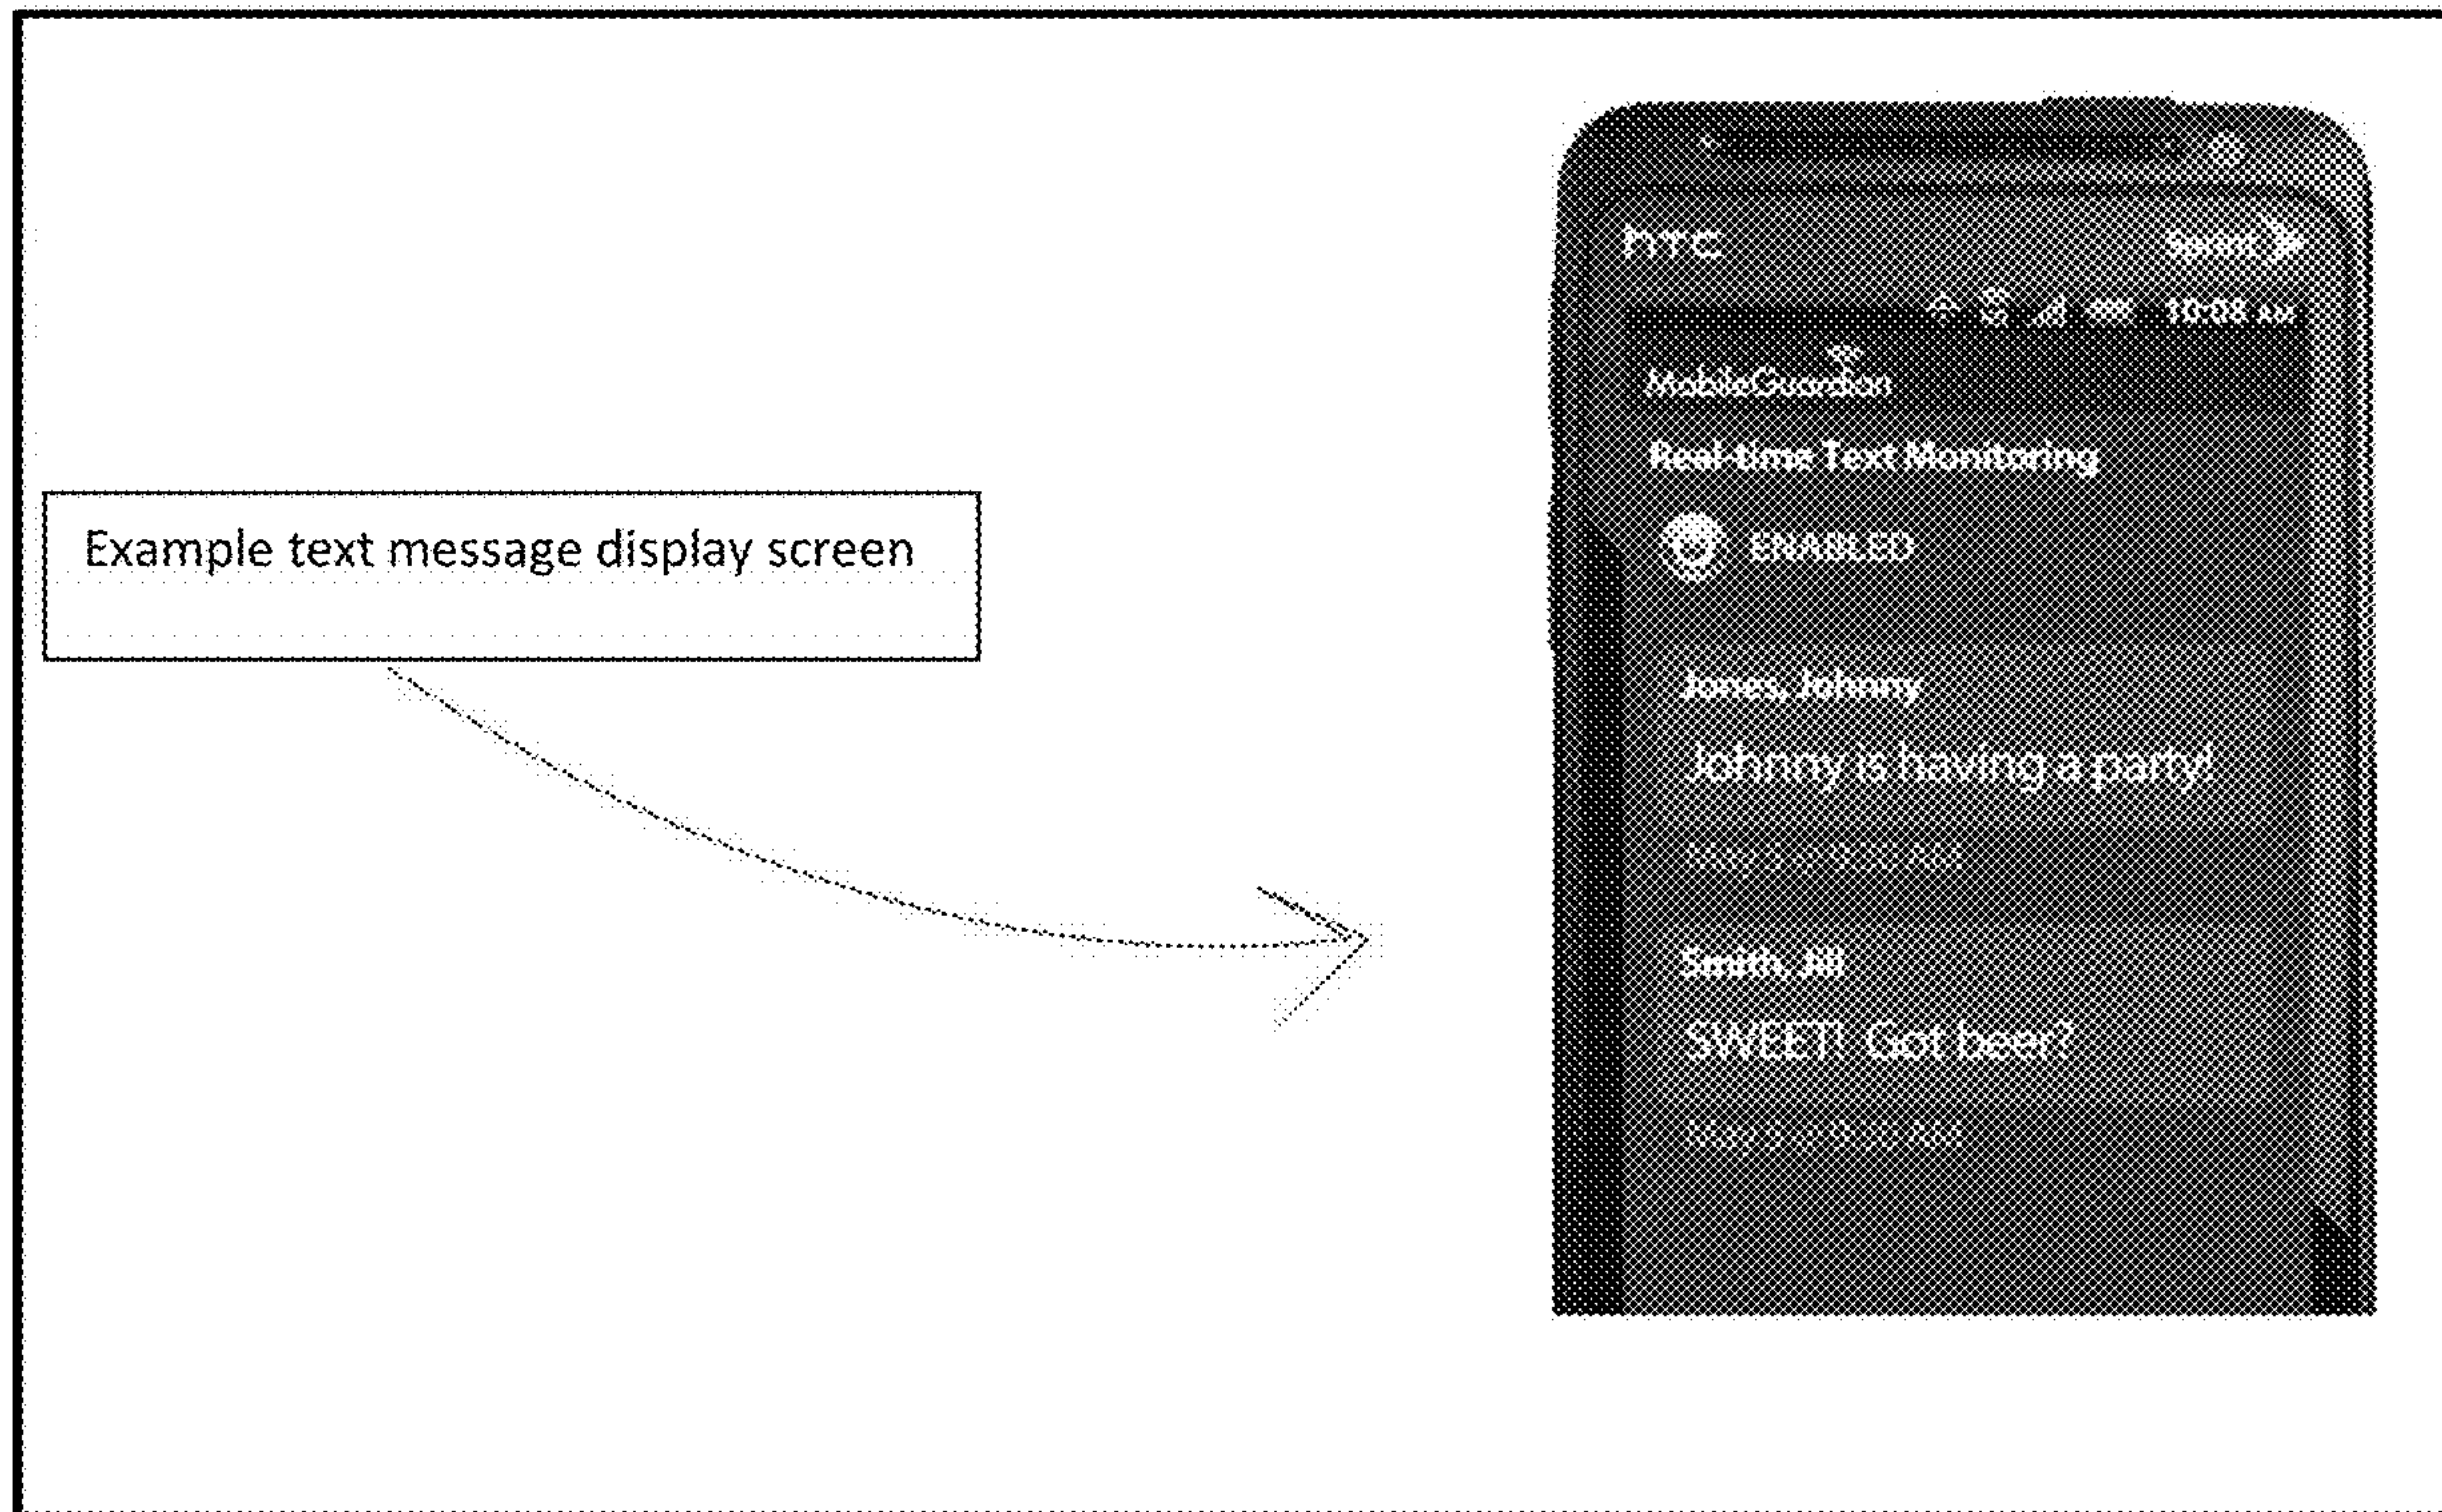 Example text message display screen
hTC
Sprint
10:08 AM
MobileGuardian
Real-time Text Monitoring
ENABLED
Jones, Johnny
Johnny is having a party!
Smith, Jill
SWEET! Got beer?